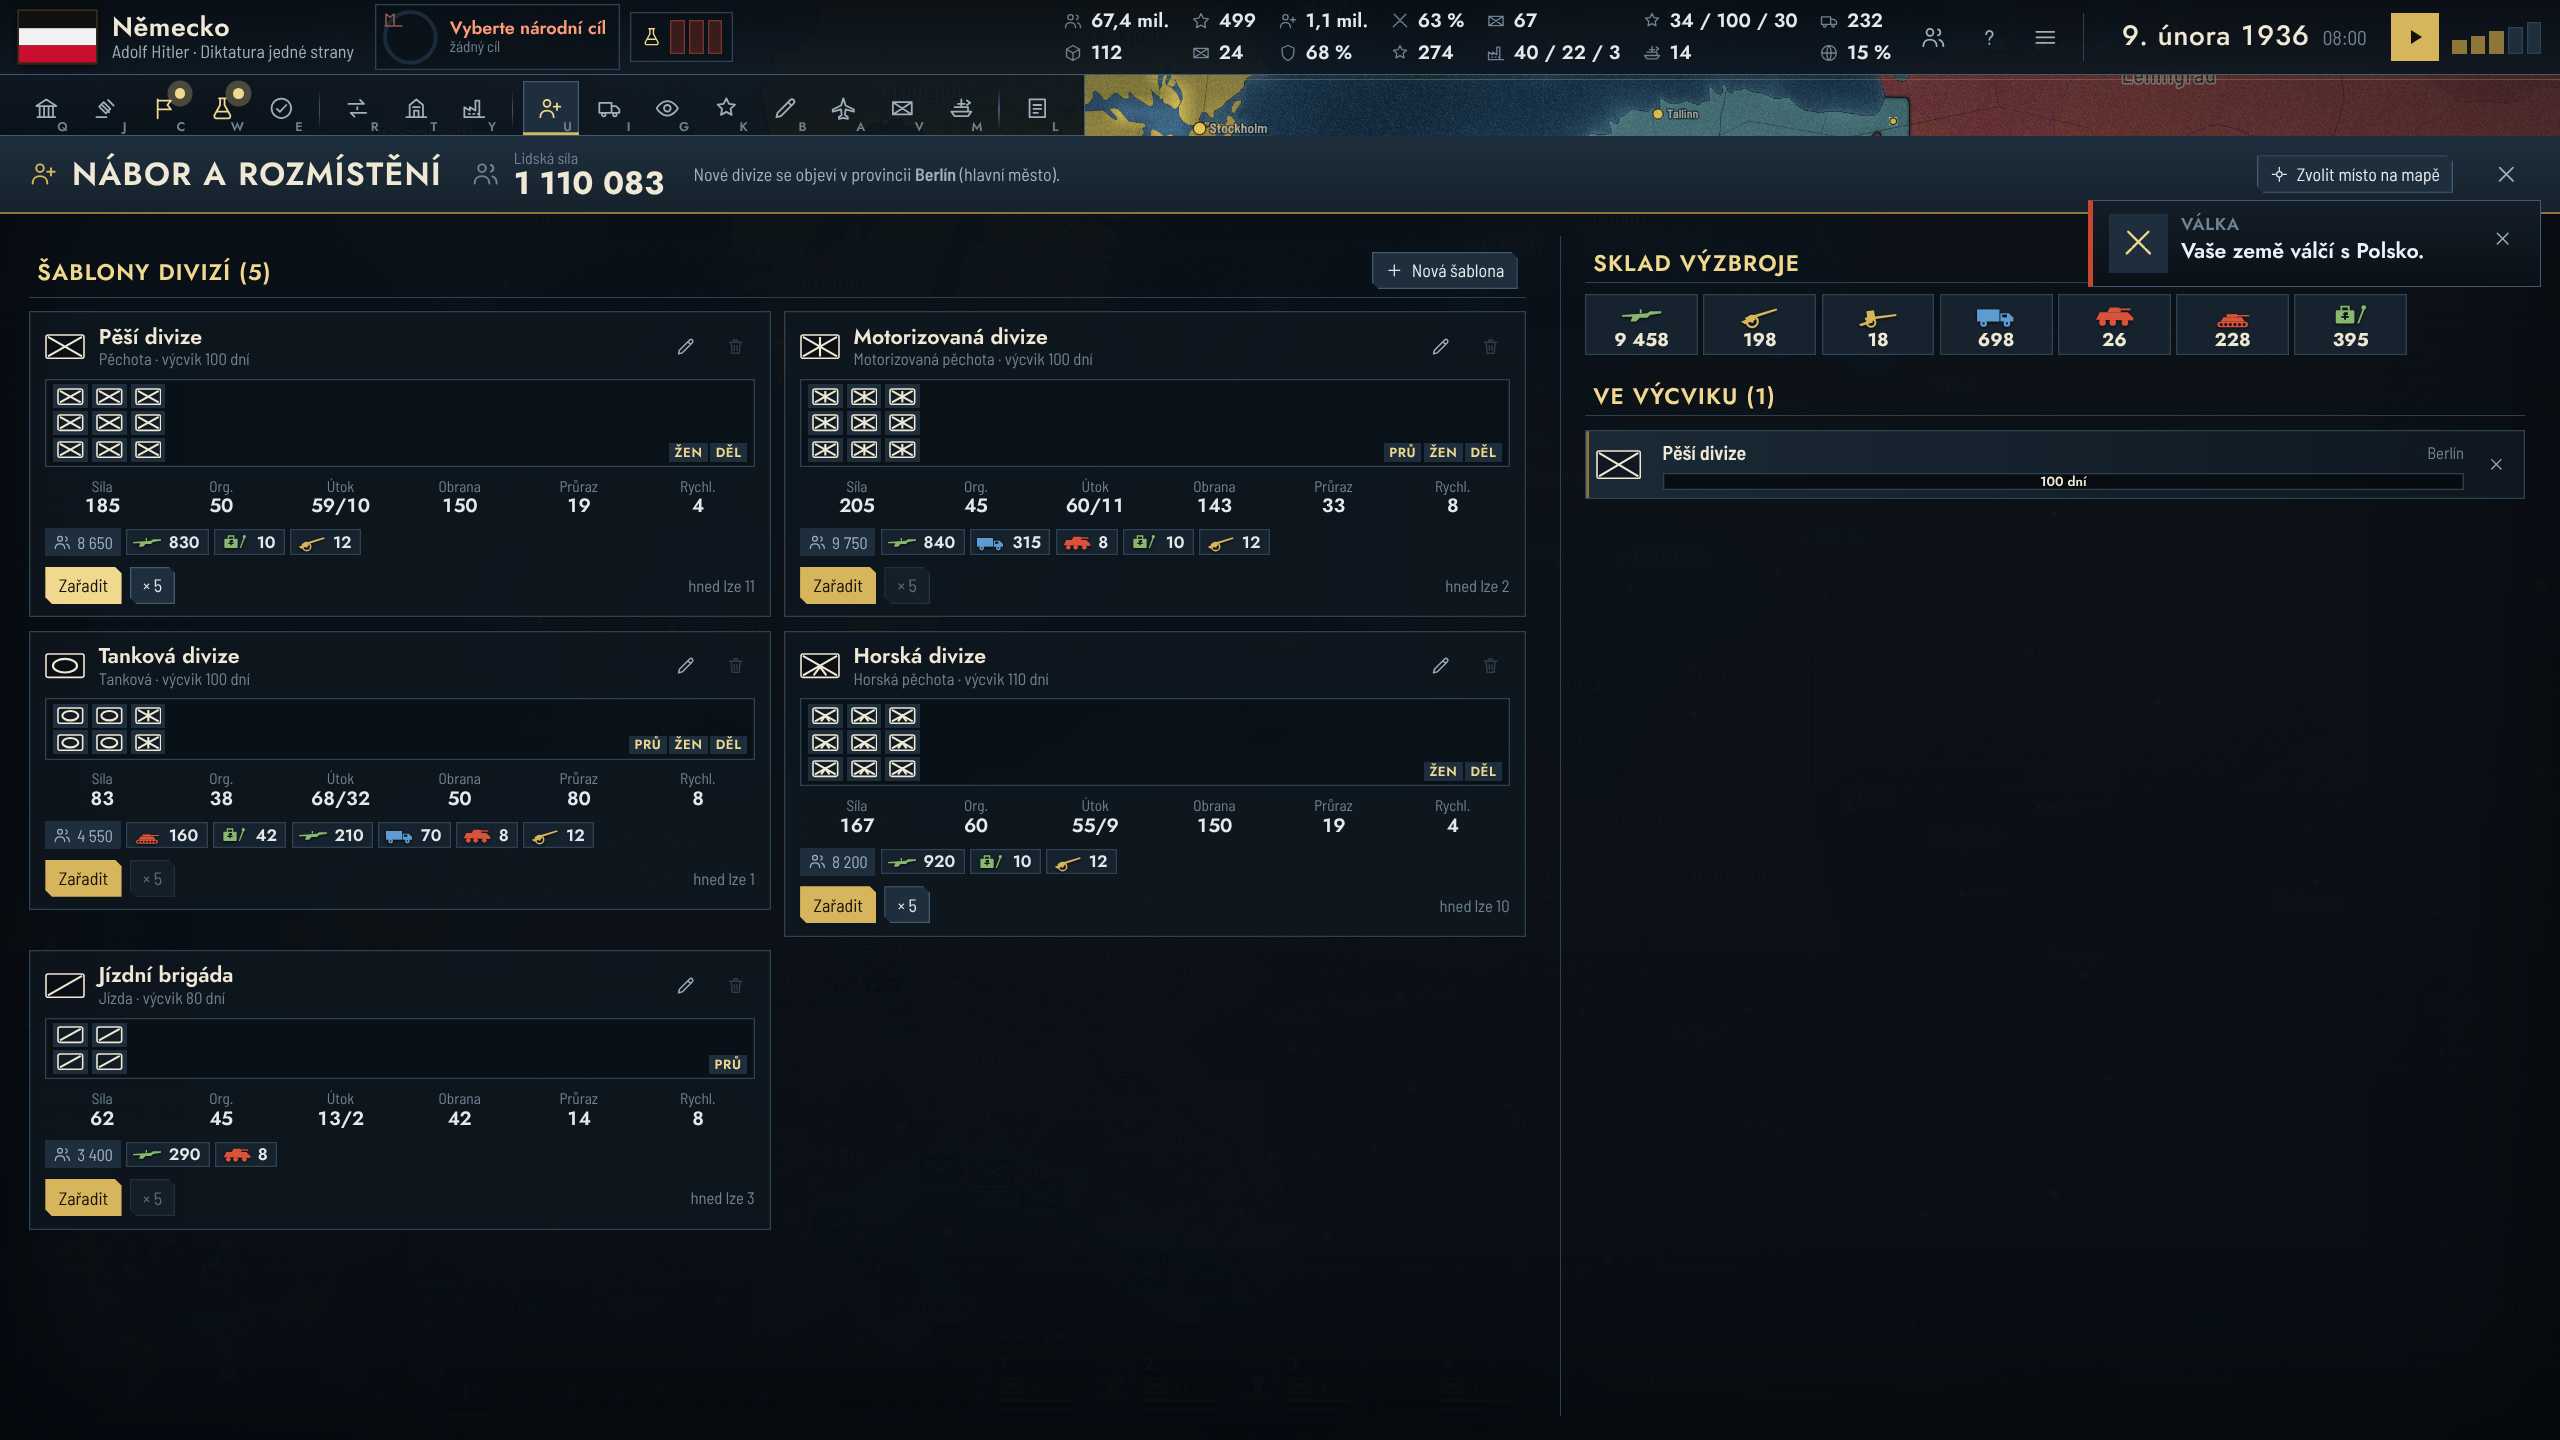 Německo
Adolf Hitler · Diktatura jedné strany
Vyberte národní cíl
žádný cíl
67,4 mil. 499 1,1 mil. 63 % 67 34 / 100 / 30 232
112 24 68 % 274 40 / 22 / 3 14 15 %
9. února 1936 08:00
Q J C W E R T Y U I G K B A V M L
Stockholm
Tallinn
Leningrad
NÁBOR A ROZMÍSTĚNÍ
Lidská síla
1 110 083
Nové divize se objeví v provincii Berlín (hlavní město).
Zvolit místo na mapě
VÁLKA
Vaše země válčí s Polsko.
ŠABLONY DIVIZÍ (5)
+ Nová šablona
Pěší divize
Pěchota · výcvik 100 dní
ŽEN DĚL
Síla Org. Útok Obrana Průraz Rychl.
185 50 59/10 150 19 4
8 650 830 10 12
Zařadit × 5 hned lze 11
Motorizovaná divize
Motorizovaná pěchota · výcvik 100 dní
PRŮ ŽEN DĚL
Síla Org. Útok Obrana Průraz Rychl.
205 45 60/11 143 33 8
9 750 840 315 8 10 12
Zařadit × 5 hned lze 2
Tanková divize
Tanková · výcvik 100 dní
PRŮ ŽEN DĚL
Síla Org. Útok Obrana Průraz Rychl.
83 38 68/32 50 80 8
4 550 160 42 210 70 8 12
Zařadit × 5 hned lze 1
Horská divize
Horská pěchota · výcvik 110 dní
ŽEN DĚL
Síla Org. Útok Obrana Průraz Rychl.
167 60 55/9 150 19 4
8 200 920 10 12
Zařadit × 5 hned lze 10
Jízdní brigáda
Jízda · výcvik 80 dní
PRŮ
Síla Org. Útok Obrana Průraz Rychl.
62 45 13/2 42 14 8
3 400 290 8
Zařadit × 5 hned lze 3
SKLAD VÝZBROJE
9 458 198 18 698 26 228 395
VE VÝCVIKU (1)
Pěší divize Berlín
100 dní